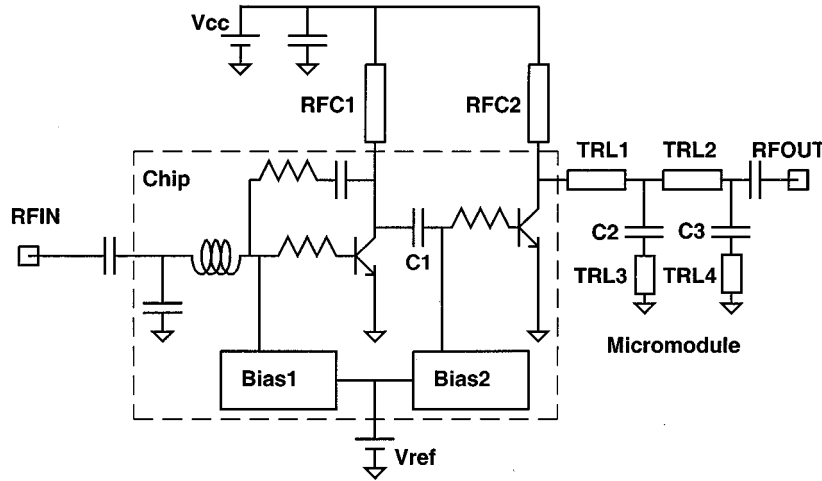 Vcc
RFC1
RFC2
TRL1
TRL2
RFOUT
Chip
RFIN
C1
C2
C3
TRL3
TRL4
Micromodule
Bias1
Bias2
Vref